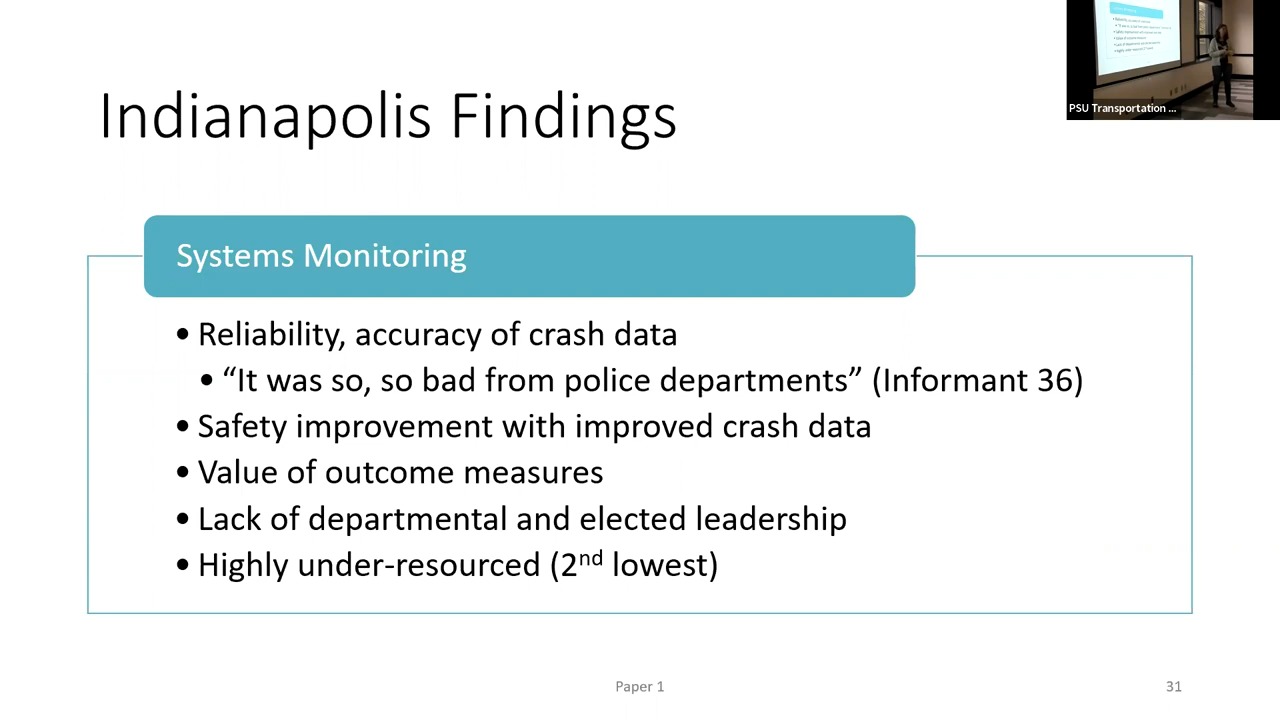 PSU Transportation ...
Indianapolis Findings
Systems Monitoring
• Reliability, accuracy of crash data
• “It was so, so bad from police departments” (Informant 36)
• Safety improvement with improved crash data
• Value of outcome measures
• Lack of departmental and elected leadership
• Highly under-resourced (2nd lowest)
Paper 1
31